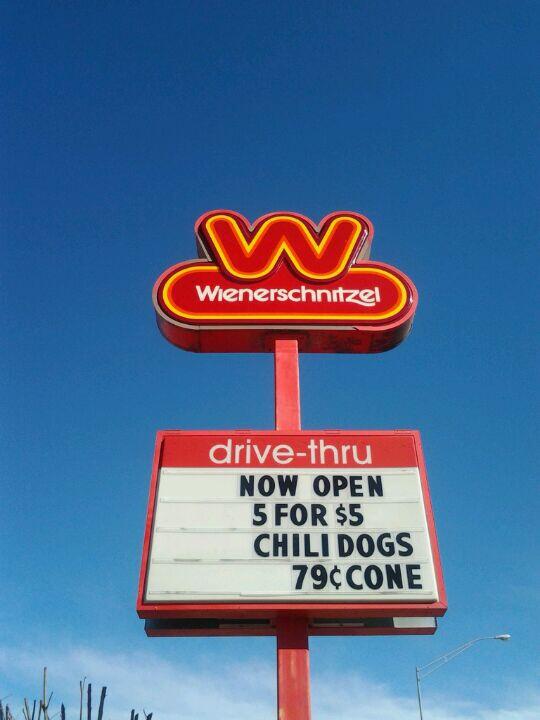 W
Wienerschnitzel
drive-thru
NOW OPEN
5 FOR $5
CHILI DOGS
79¢ CONE